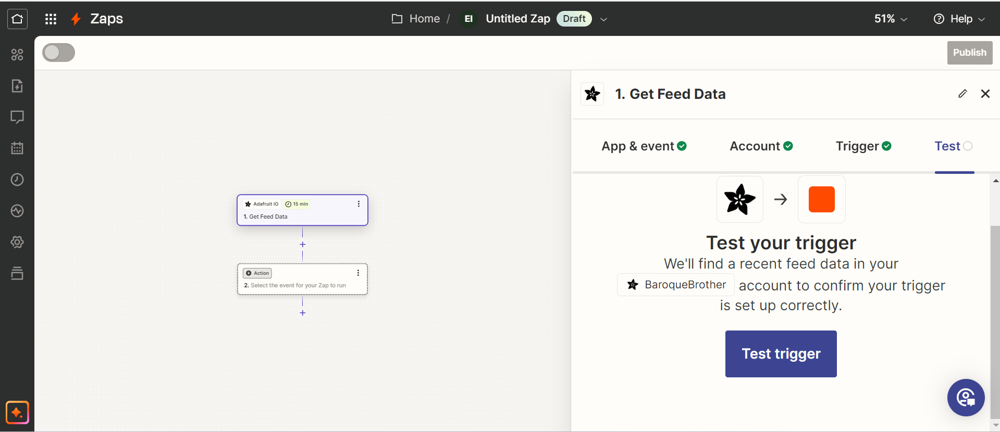 Zaps
Home / EI Untitled Zap Draft
51%
Help
Publish
Adafruit IO 15 min
1. Get Feed Data
Action
2. Select the event for your Zap to run
1. Get Feed Data
App & event Account Trigger Test
Test your trigger
We'll find a recent feed data in your
BaroqueBrother account to confirm your trigger
is set up correctly.
Test trigger